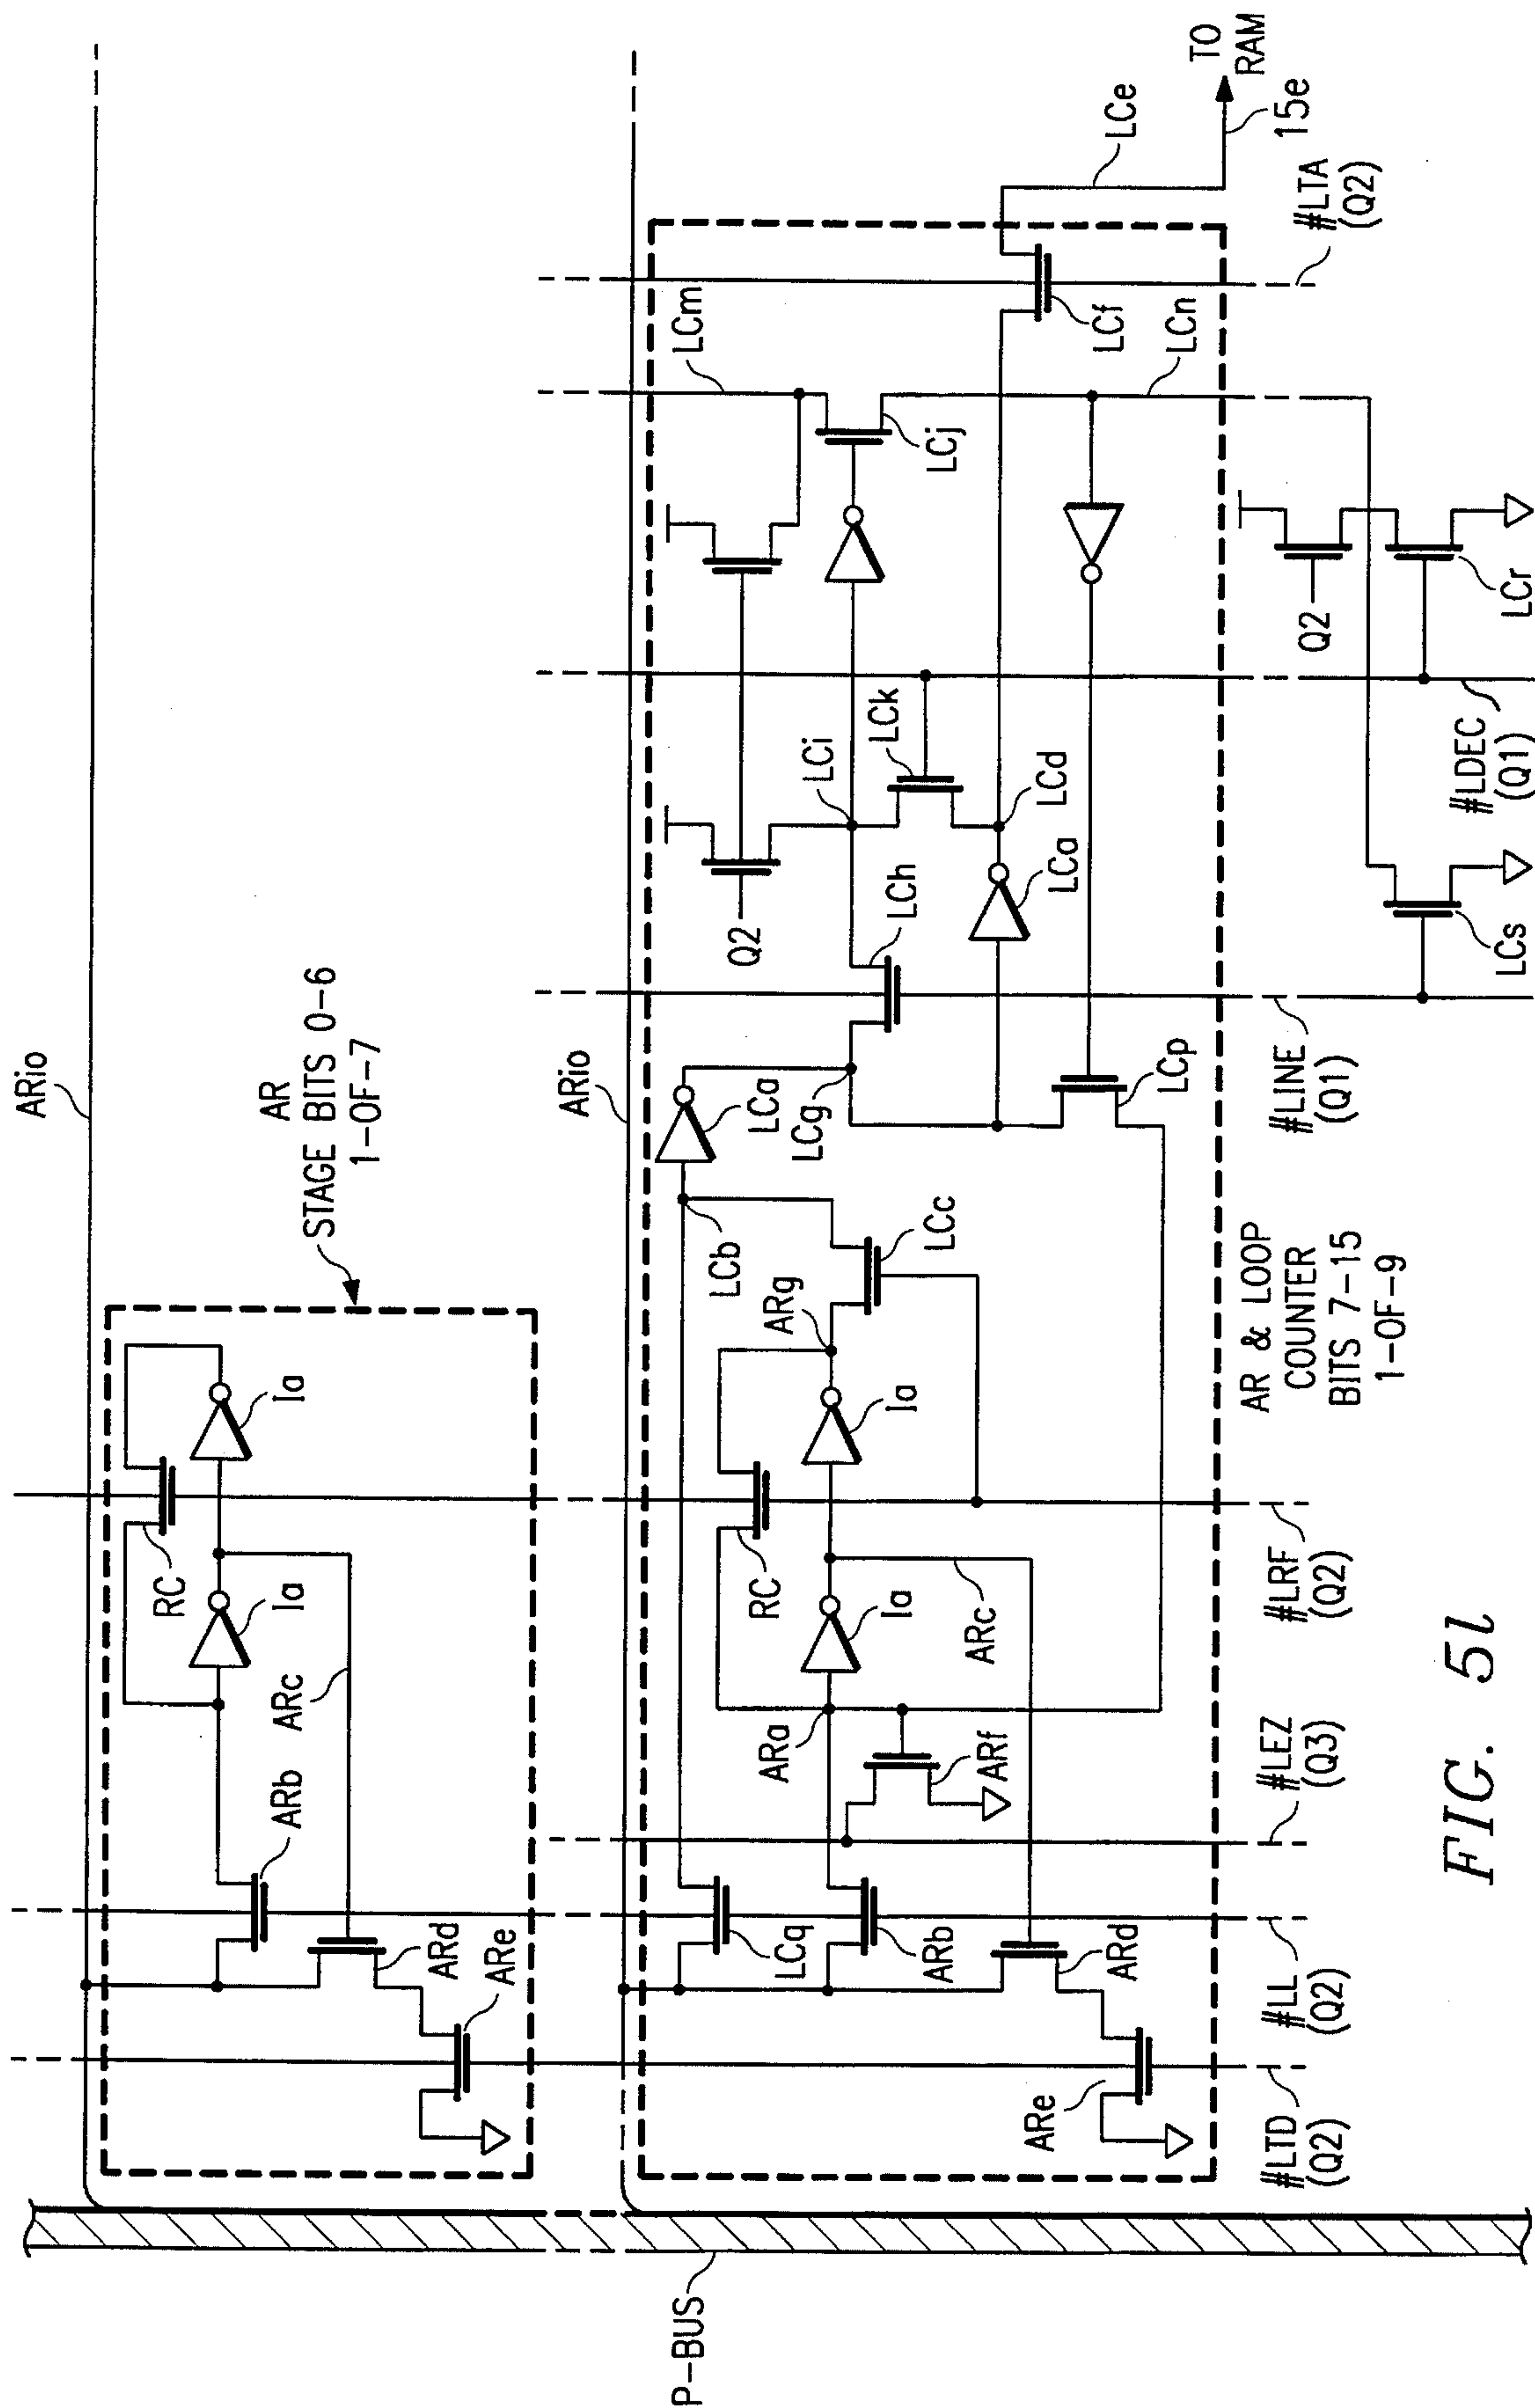 ARio
AR
STAGE BITS 0-6
1-OF-7
RC
Ia
Ia
ARb
ARc
ARd
ARe
P-BUS
ARio
LCa
LCb
LCg
LCc
ARg
Ia
RC
Ia
ARc
ARa
ARf
LCq
ARb
ARd
ARe
Q2
LCm
LCi
LCk
LCh
LCj
LCd
LCa
LCp
LCf
LCn
LCe
TO
RAM
15e
#LTD
(Q2)
#LL
(Q2)
#LEZ
(Q3)
#LRF
(Q2)
AR & LOOP
COUNTER
BITS 7-15
1-OF-9
#LINE
(Q1)
#LDEC
(Q1)
#LTA
(Q2)
Q2
LCs
LCr
FIG. 5l